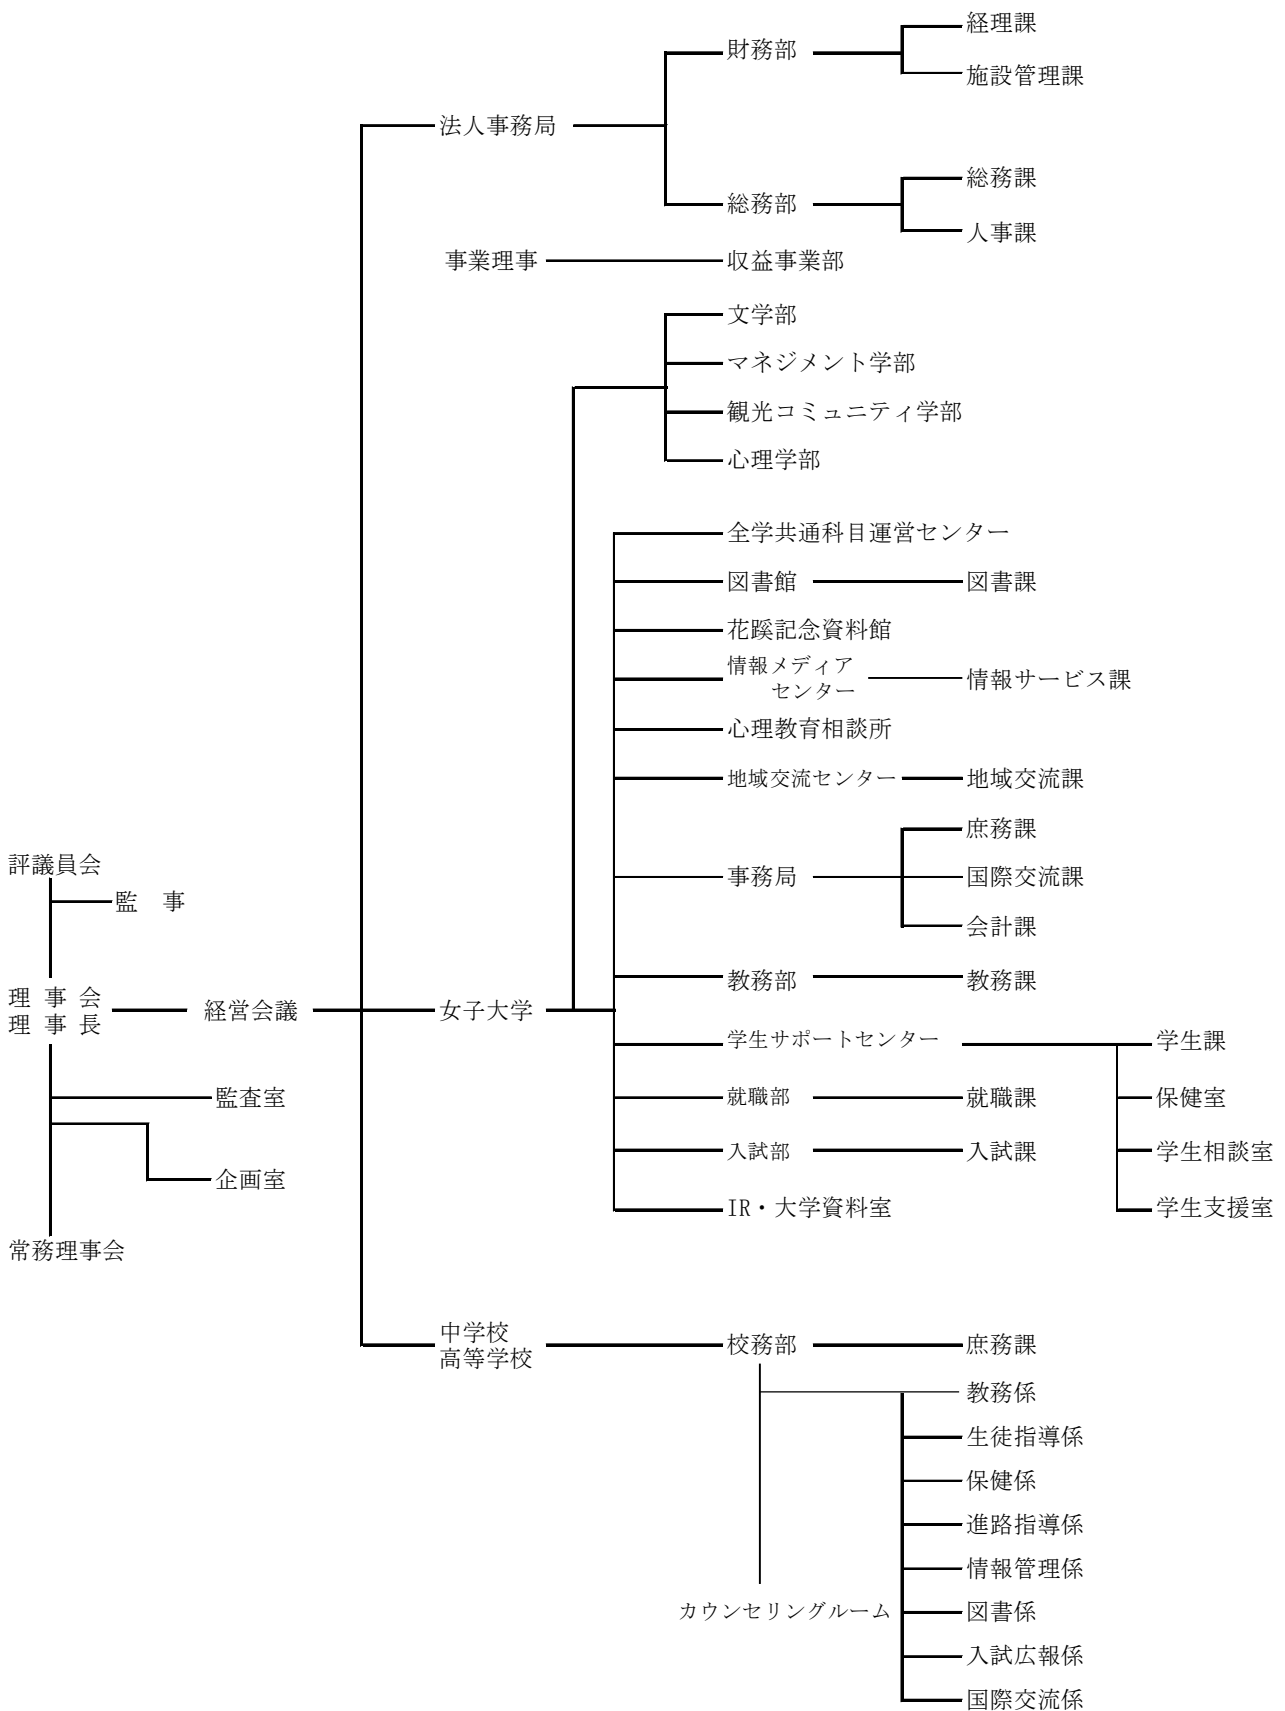 経理課
財務部
施設管理課
法人事務局
総務課
総務部
人事課
事業理事
収益事業部
文学部
マネジメント学部
観光コミュニティ学部
心理学部
全学共通科目運営センター
図書館
図書課
花蹊記念資料館
情報メディア
センター
情報サービス課
心理教育相談所
地域交流センター
地域交流課
庶務課
評議員会
事務局
国際交流課
監 事
会計課
理 事 会
理 事 長
経営会議
女子大学
教務部
教務課
学生サポートセンター
学生課
監査室
就職部
就職課
保健室
入試部
入試課
学生相談室
企画室
IR・大学資料室
学生支援室
常務理事会
中学校
高等学校
校務部
庶務課
教務係
生徒指導係
保健係
進路指導係
情報管理係
カウンセリングルーム
図書係
入試広報係
国際交流係